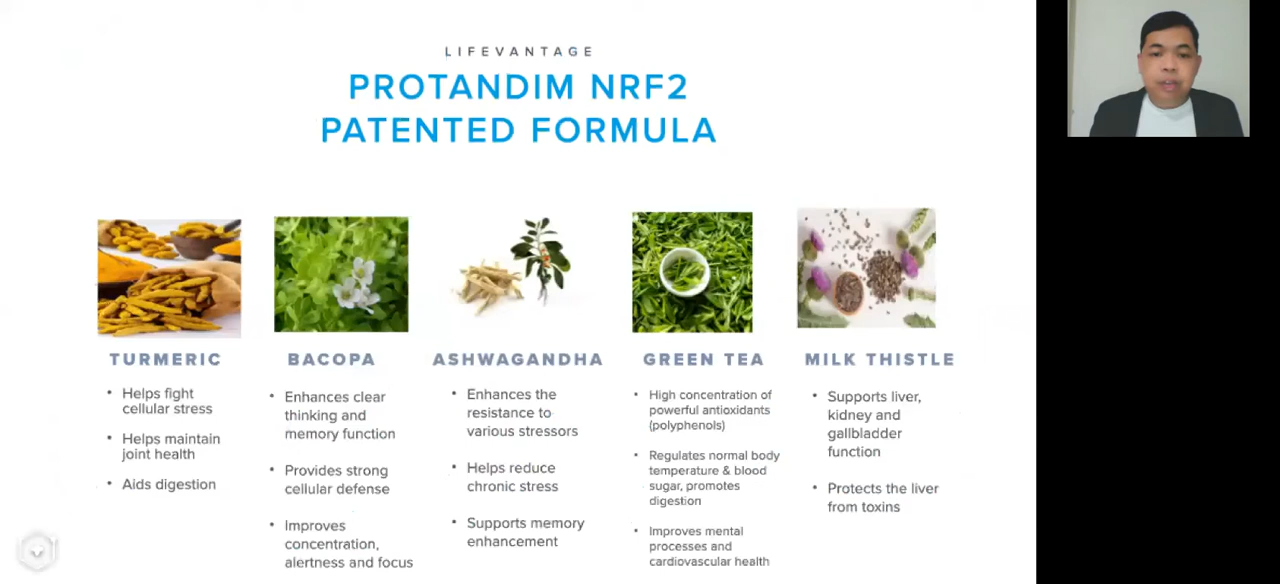 LIFEVANTAGE
PROTANDIM NRF2
PATENTED FORMULA
TURMERIC
• Helps fight
cellular stress
• Helps maintain
joint health
• Aids digestion
BACOPA
• Enhances clear
thinking and
memory function
• Provides strong
cellular defense
• Improves
concentration,
alertness and focus
ASHWAGANDHA
• Enhances the
resistance to
various stressors
• Helps reduce
chronic stress
• Supports memory
enhancement
GREEN TEA
• High concentration of
powerful antioxidants
(polyphenols)
• Regulates normal body
temperature & blood
sugar, promotes
digestion
• Improves mental
processes and
cardiovascular health
MILK THISTLE
• Supports liver,
kidney and
gallbladder
function
• Protects the liver
from toxins